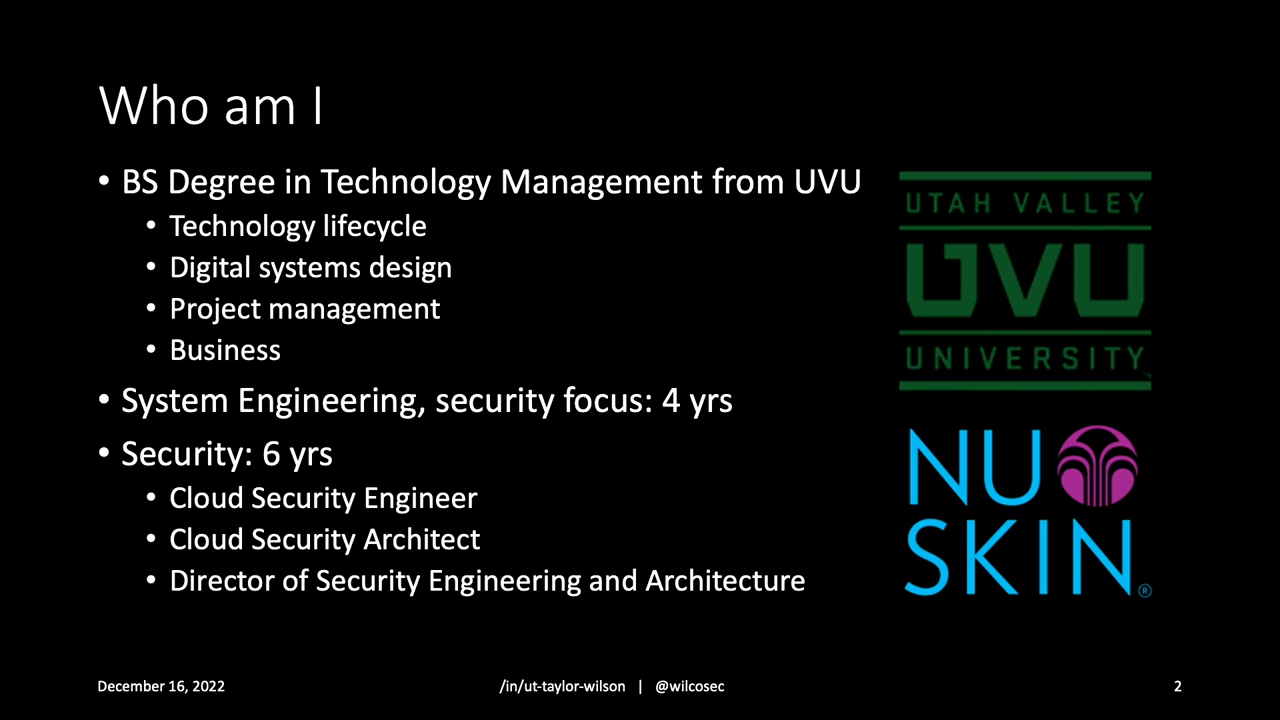 Who am I
• BS Degree in Technology Management from UVU
• Technology lifecycle
• Digital systems design
• Project management
• Business
• System Engineering, security focus: 4 yrs
• Security: 6 yrs
• Cloud Security Engineer
• Cloud Security Architect
• Director of Security Engineering and Architecture
UTAH VALLEY
UVU
UNIVERSITY
NU
SKIN®
December 16, 2022
/in/ut-taylor-wilson | @wilcosec
2